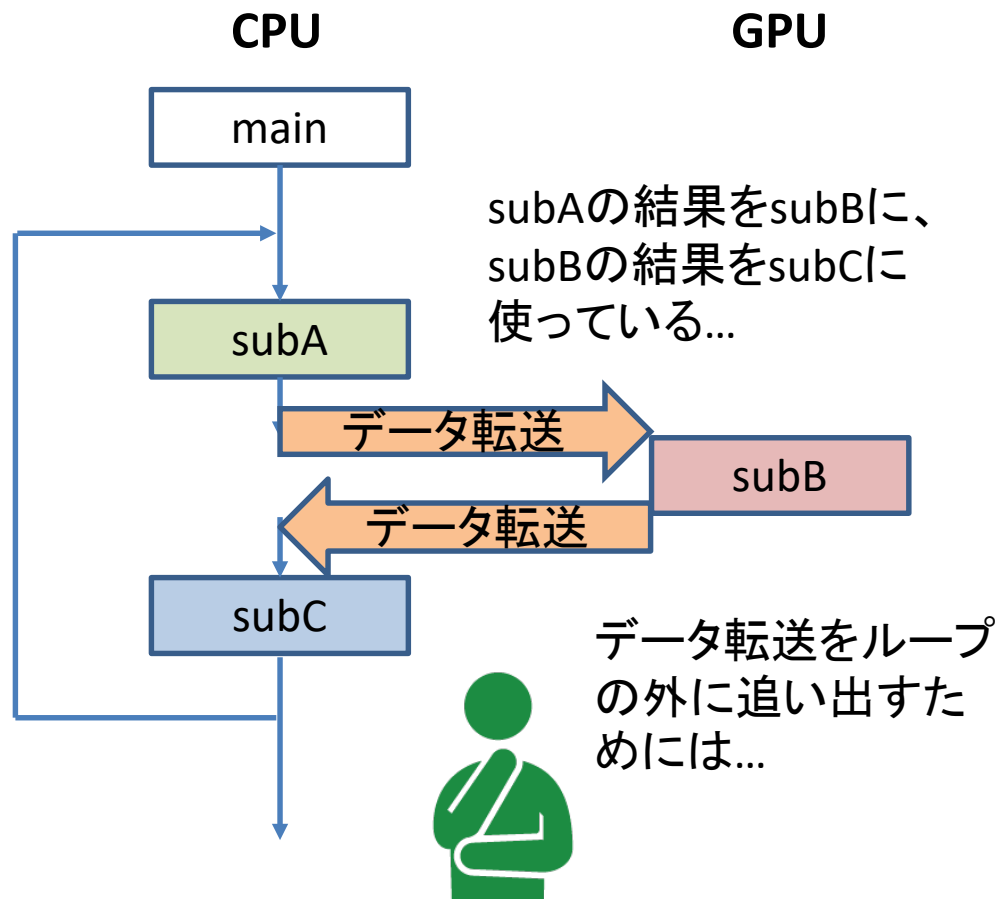 CPU
GPU
main
subAの結果をsubBに、
subBの結果をsubCに
使っている...
subA
データ転送
subB
データ転送
subC
データ転送をループ
の外に追い出すた
めには...